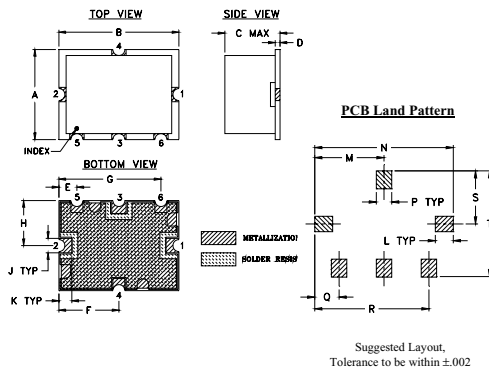 TOP VIEW
SIDE VIEW
B
4
C MAX
D
A
2
1
INDEX
5
3
6
BOTTOM VIEW
G
E
5
3
6
H
2
1
J TYP
K TYP
4
F
METALLIZATION
SOLDER RESIS
PCB Land Pattern
N
M
P TYP
S
L TYP
Q
R
Suggested Layout,
Tolerance to be within ±.002